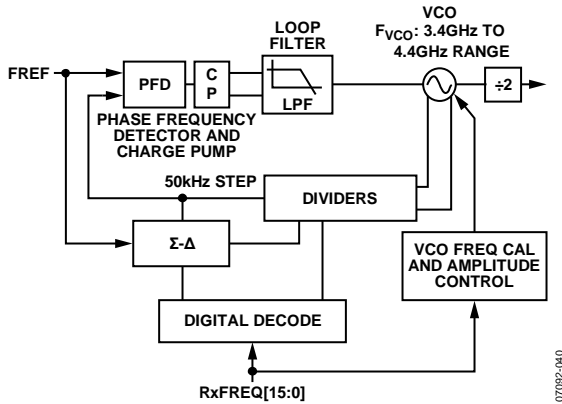 LOOP
FILTER
VCO
FVCO: 3.4GHz TO
4.4GHz RANGE
FREF
PFD
C
P
LPF
÷2
PHASE FREQUENCY
DETECTOR AND
CHARGE PUMP
50kHz STEP
DIVIDERS
Σ-Δ
VCO FREQ CAL
AND AMPLITUDE
CONTROL
DIGITAL DECODE
RxFREQ[15:0]
07092-040